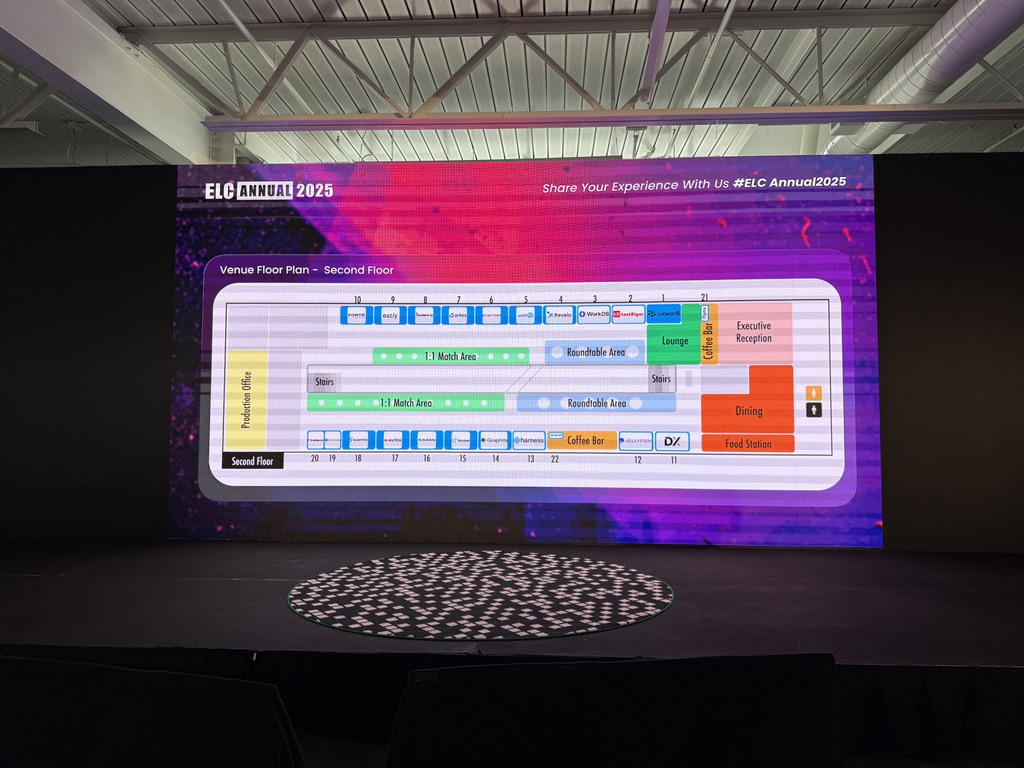 ELC ANNUAL 2025
Share Your Experience With Us #ELC Annual2025
Venue Floor Plan - Second Floor
10 9 8 7 6 5 4 3 2 1 21
eaz/y
orkes
Revelo
WorkOS
testRigor
LinearB
Lounge
Coffee Bar
Executive
Reception
1:1 Match Area
Roundtable Area
Stairs
Stairs
Production Office
1:1 Match Area
Roundtable Area
Dining
Graphite
harness
Coffee Bar
JELLYFISH
DX
Food Station
Second Floor
20 19 18 17 16 15 14 13 22 12 11